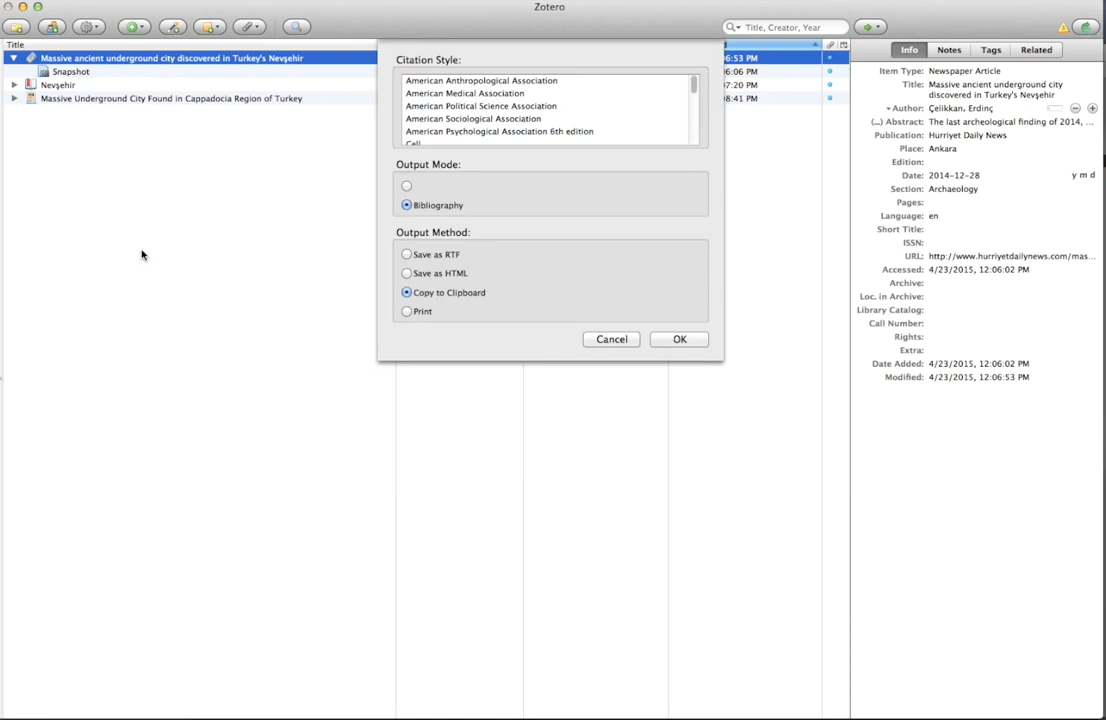 Zotero
Title, Creator, Year
Title
Massive ancient underground city discovered in Turkey's Nevşehir
Snapshot
Nevşehir
Massive Underground City Found in Cappadocia Region of Turkey
d
06:53 PM
6:06 PM
7:20 PM
8:41 PM
Citation Style:
American Anthropological Association
American Medical Association
American Political Science Association
American Sociological Association
American Psychological Association 6th edition
Cell
Output Mode:
Bibliography
Output Method:
Save as RTF
Save as HTML
Copy to Clipboard
Print
Cancel
OK
Info
Notes
Tags
Related
Item Type: Newspaper Article
Title: Massive ancient underground city
discovered in Turkey's Nevşehir
Author: Çelikkan, Erdinç
(...) Abstract: The last archeological finding of 2014, ...
Publication: Hurriyet Daily News
Place: Ankara
Edition:
Date: 2014-12-28 y m d
Section: Archaeology
Pages:
Language: en
Short Title:
ISSN:
URL: http://www.hurriyetdailynews.com/mas...
Accessed: 4/23/2015, 12:06:02 PM
Archive:
Loc. in Archive:
Library Catalog:
Call Number:
Rights:
Extra:
Date Added: 4/23/2015, 12:06:02 PM
Modified: 4/23/2015, 12:06:53 PM